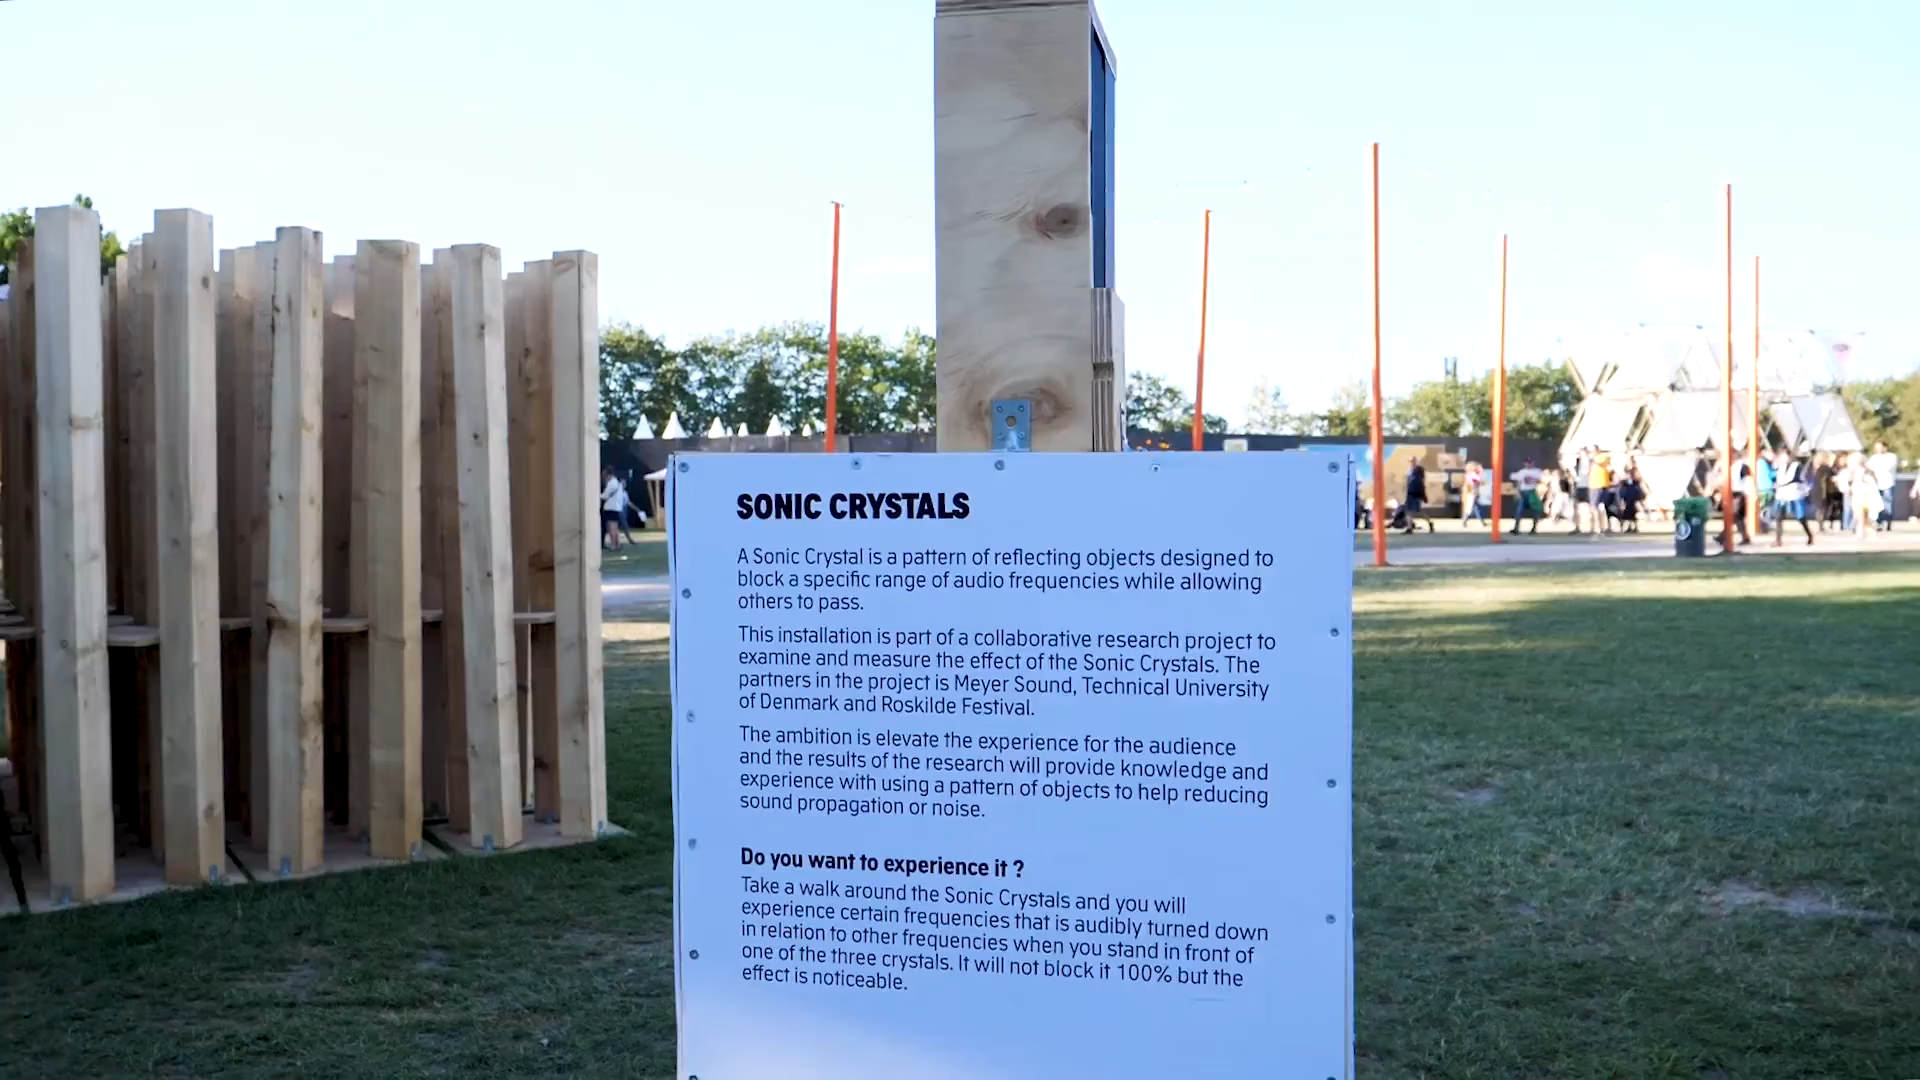 SONIC CRYSTALS
A Sonic Crystal is a pattern of reflecting objects designed to
block a specific range of audio frequencies while allowing
others to pass.
This installation is part of a collaborative research project to
examine and measure the effect of the Sonic Crystals. The
partners in the project is Meyer Sound, Technical University
of Denmark and Roskilde Festival.
The ambition is elevate the experience for the audience
and the results of the research will provide knowledge and
experience with using a pattern of objects to help reducing
sound propagation or noise.
Do you want to experience it ?
Take a walk around the Sonic Crystals and you will
experience certain frequencies that is audibly turned down
in relation to other frequencies when you stand in front of
one of the three crystals. It will not block it 100% but the
effect is noticeable.